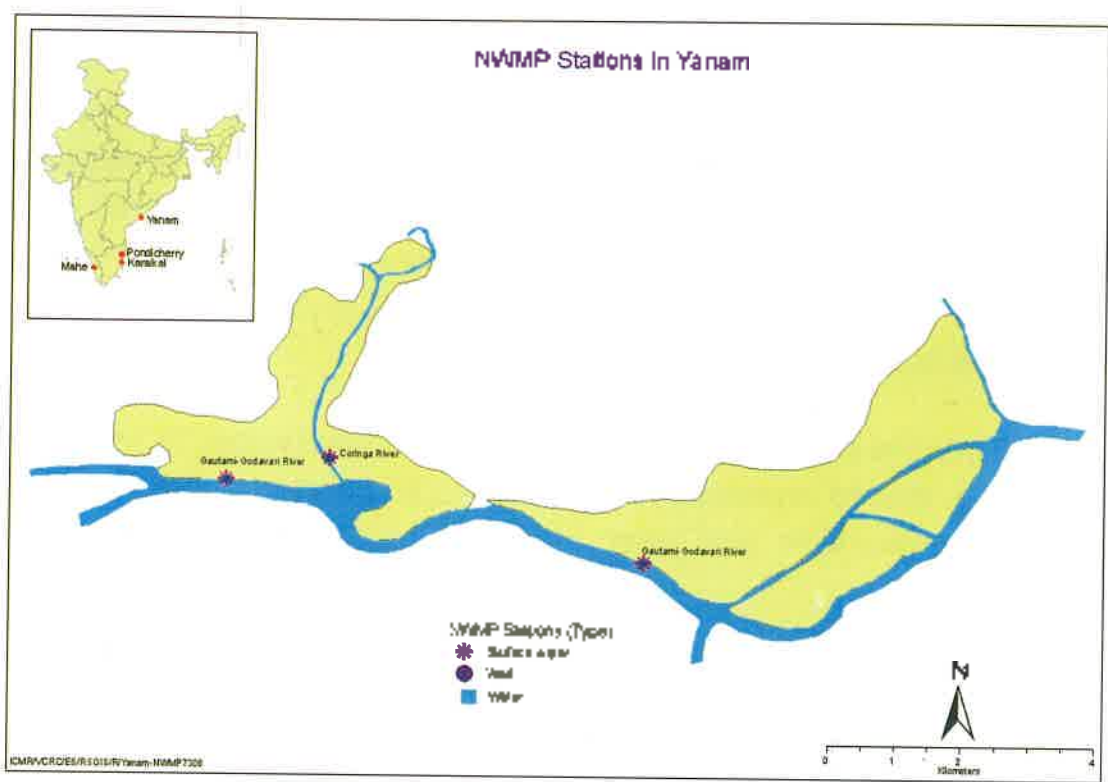 NWMP Stations in Yanam
Yanam
Pondicherry
Karaikal
Mahe
Gautami-Godavari River
Coringa River
Gautami-Godavari River
NWMP Stations (Type)
Surface water
Well
Water
N
0 1 2 4
Kilometers